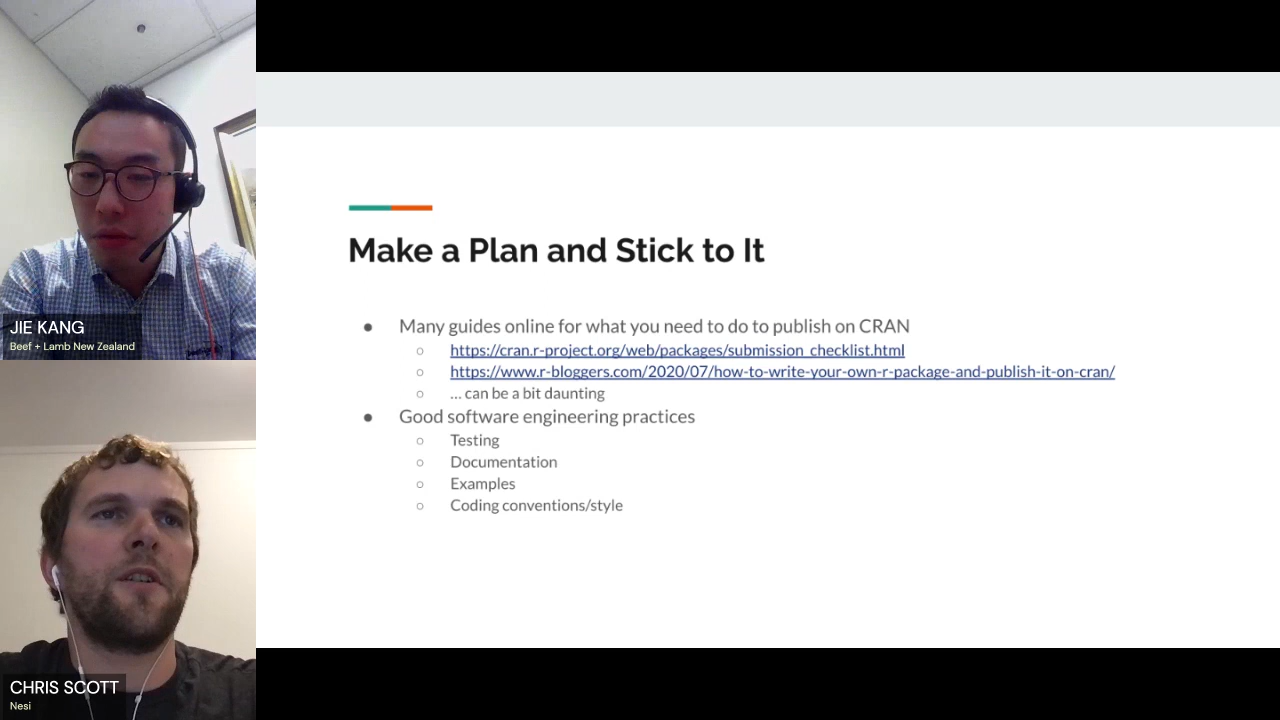 JIE KANG
Beef + Lamb New Zealand
CHRIS SCOTT
Nesi
Make a Plan and Stick to It
● Many guides online for what you need to do to publish on CRAN
○ https://cran.r-project.org/web/packages/submission_checklist.html
○ https://www.r-bloggers.com/2020/07/how-to-write-your-own-r-package-and-publish-it-on-cran/
○ ... can be a bit daunting
● Good software engineering practices
○ Testing
○ Documentation
○ Examples
○ Coding conventions/style